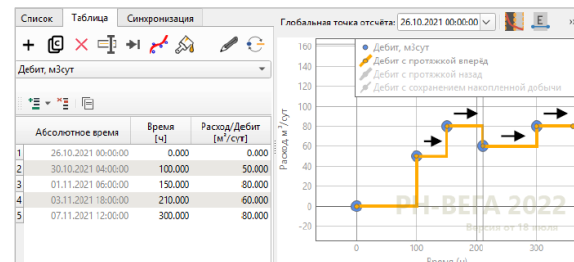 Список Таблица Синхронизация
Дебит, м3сут
Абсолютное время Время [ч] Расход/Дебит [м³/сут]
1 26.10.2021 00:00:00 0.000 0.000
2 30.10.2021 04:00:00 100.000 50.000
3 01.11.2021 06:00:00 150.000 80.000
4 03.11.2021 18:00:00 210.000 60.000
5 07.11.2021 12:00:00 300.000 80.000
Глобальная точка отсчёта: 26.10.2021 00:00:00
Дебит, м3сут
Дебит с протяжкой вперёд
Дебит с протяжкой назад
Дебит с сохранением накопленной добычи
Расход, м³/сут
160
140
120
100
80
60
40
20
0
-20
РН-ВЕГА 2022
Версия от 18 июля
0 100 200 300
Время (ч)